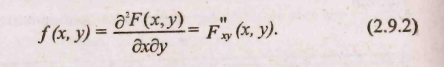 f(x, y) = ∂²F(x, y)/∂x∂y = F″xy (x, y). (2.9.2)